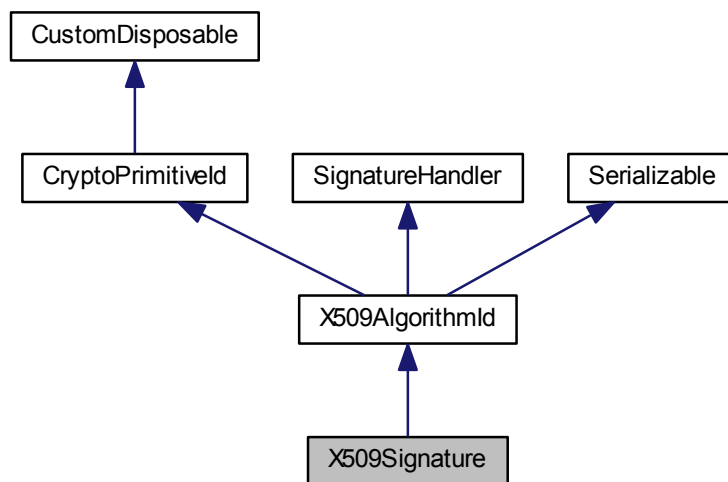 CustomDisposable
CryptoPrimitiveId
SignatureHandler
Serializable
X509AlgorithmId
X509Signature